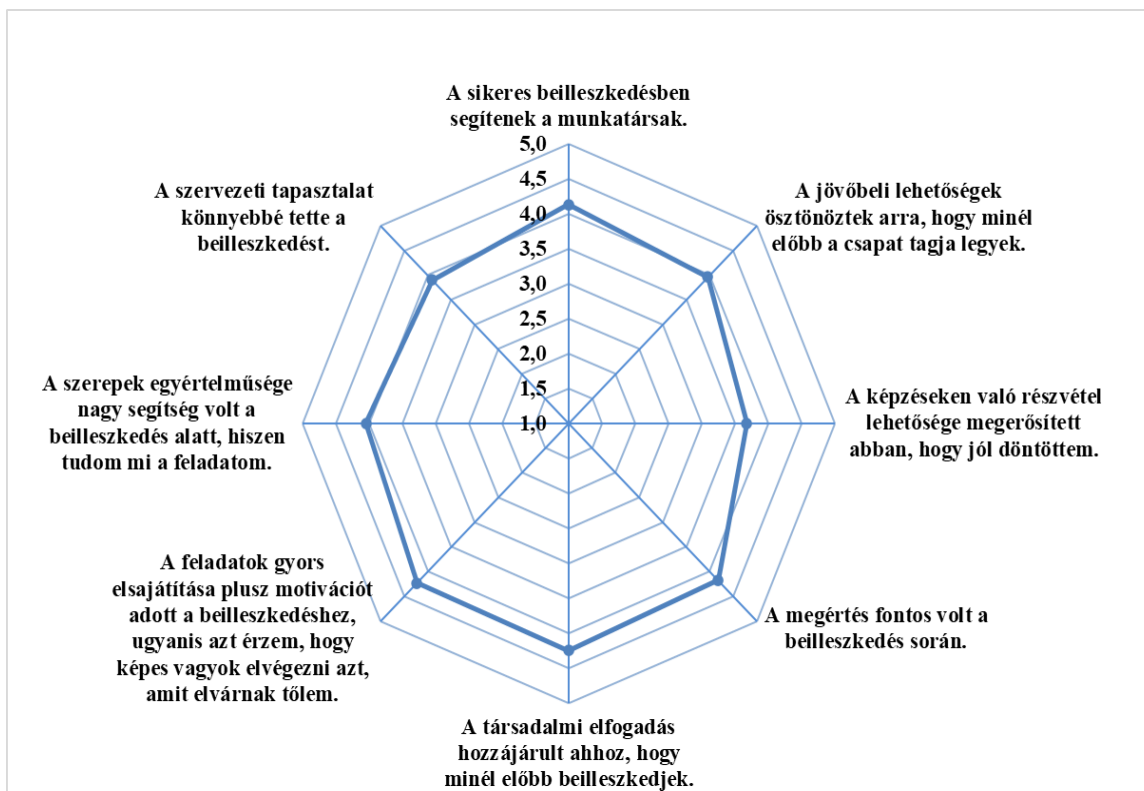 A sikeres beilleszkedésben
segítenek a munkatársak.
5,0
4,5
4,0
3,5
3,0
2,5
2,0
1,5
1,0
A jövőbeli lehetőségek
ösztönöztek arra, hogy minél
előbb a csapat tagja legyek.
A képzéseken való részvétel
lehetősége megerősített
abban, hogy jól döntöttem.
A megértés fontos volt a
beilleszkedés során.
A társadalmi elfogadás
hozzájárult ahhoz, hogy
minél előbb beilleszkedjek.
A feladatok gyors
elsajátítása plusz motivációt
adott a beilleszkedéshez,
ugyanis azt érzem, hogy
képes vagyok elvégezni azt,
amit elvárnak tőlem.
A szerepek egyértelműsége
nagy segítség volt a
beilleszkedés alatt, hiszen
tudom mi a feladatom.
A szervezeti tapasztalat
könnyebbé tette a
beilleszkedést.